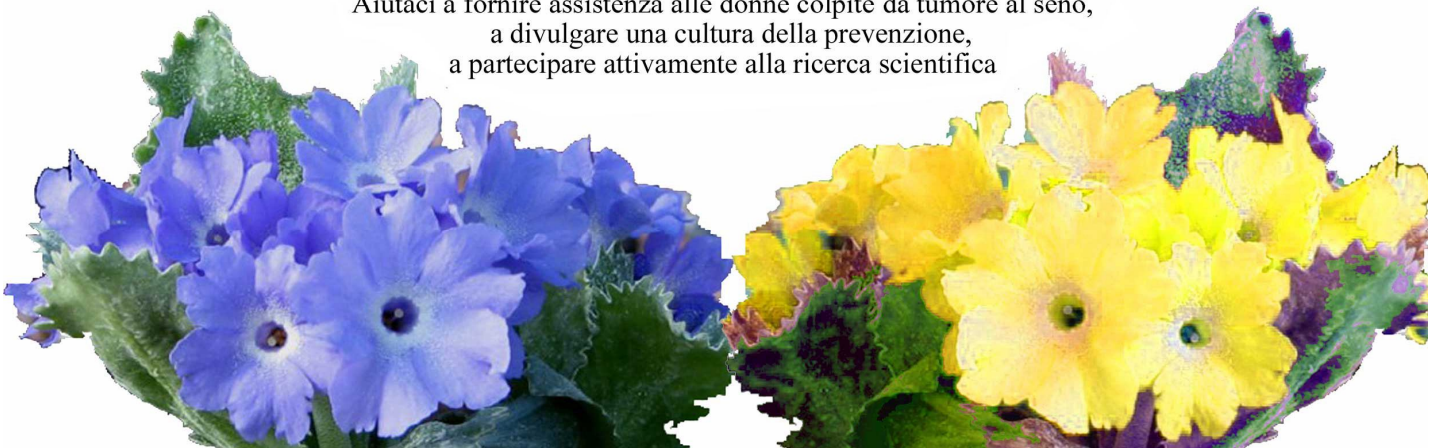 Aiutaci a fornire assistenza alle donne colpite da tumore al seno,
a divulgare una cultura della prevenzione,
a partecipare attivamente alla ricerca scientifica